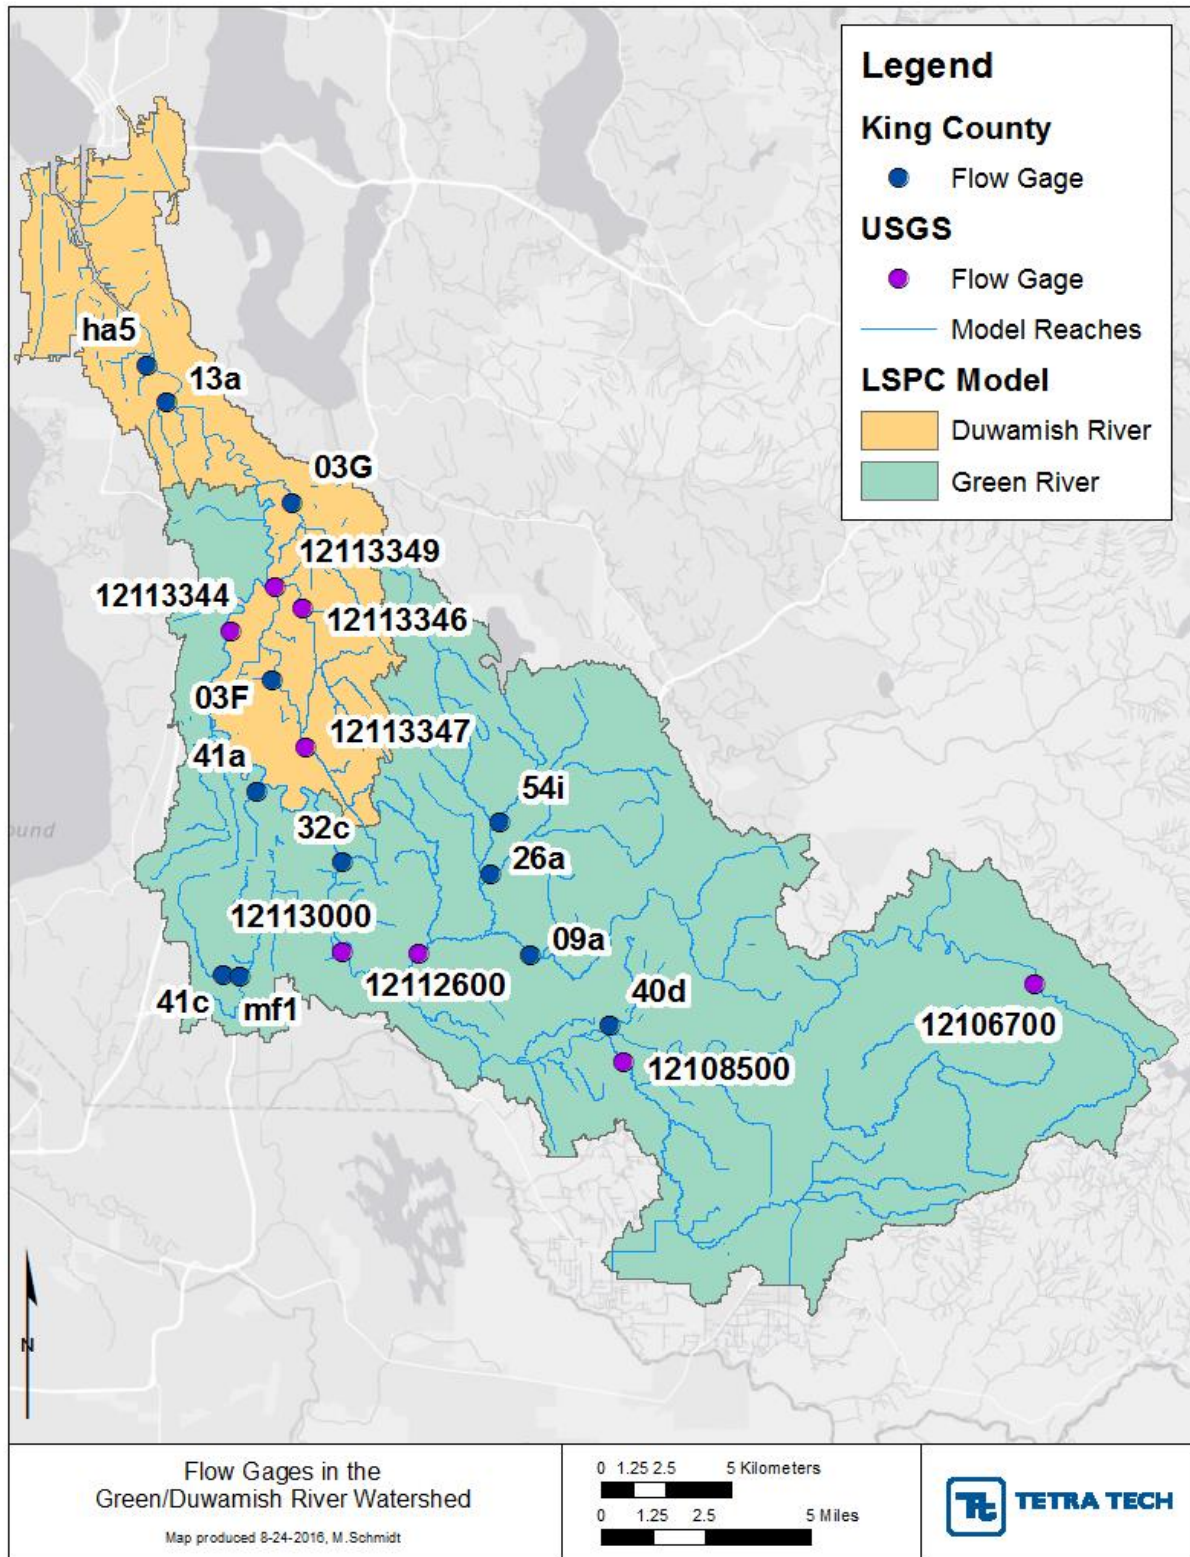 Legend
King County
Flow Gage
USGS
Flow Gage
Model Reaches
LSPC Model
Duwamish River
Green River
ha5
13a
03G
12113349
12113344
12113346
03F
12113347
41a
54i
32c
26a
12113000
09a
12112600
40d
41c
mf1
12106700
12108500
ound
N
Flow Gages in the
Green/Duwamish River Watershed
Map produced 8-24-2016, M.Schmidt
0 1.25 2.5 5 Kilometers
0 1.25 2.5 5 Miles
Tt
TETRA TECH